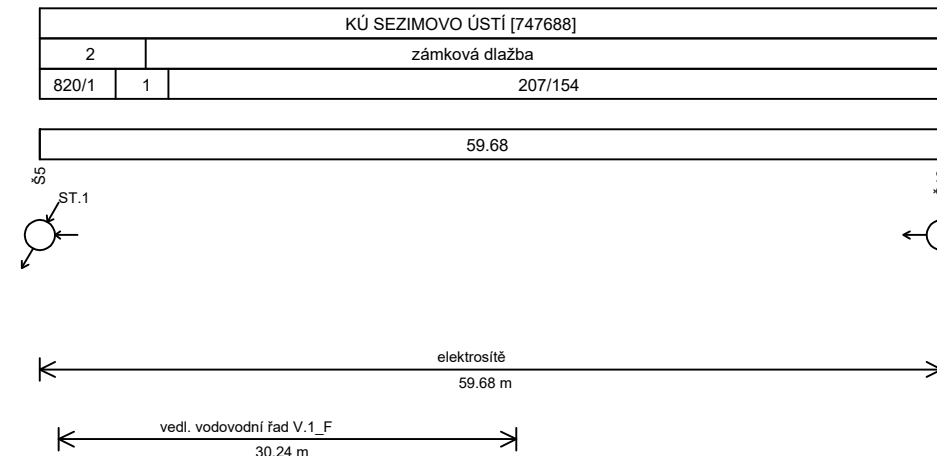 KÚ SEZIMOVO ÚSTÍ [747688]
2 zámková dlažba
820/1 1 207/154
59.68
Š5
ST.1
elektrosítě
59.68 m
vedl. vodovodní řad V.1_F
30.24 m